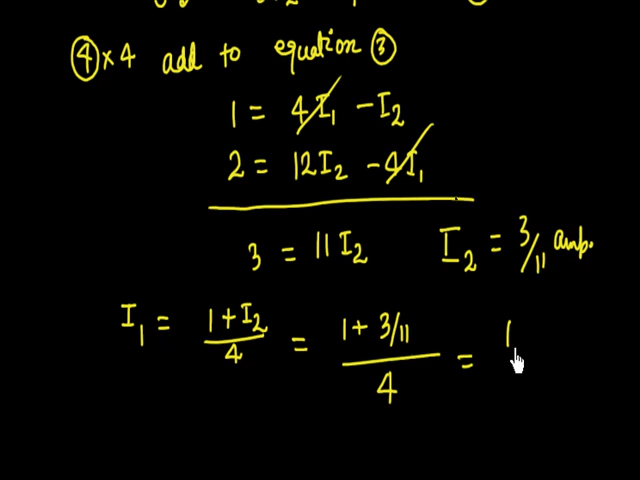 ④×4 add to equation ③
1 = 4I₁ - I₂
2 = 12I₂ - 4I₁
3 = 11I₂ I₂ = 3/11 amp.
I₁ = (1+I₂)/4 = (1+3/11)/4 = 1